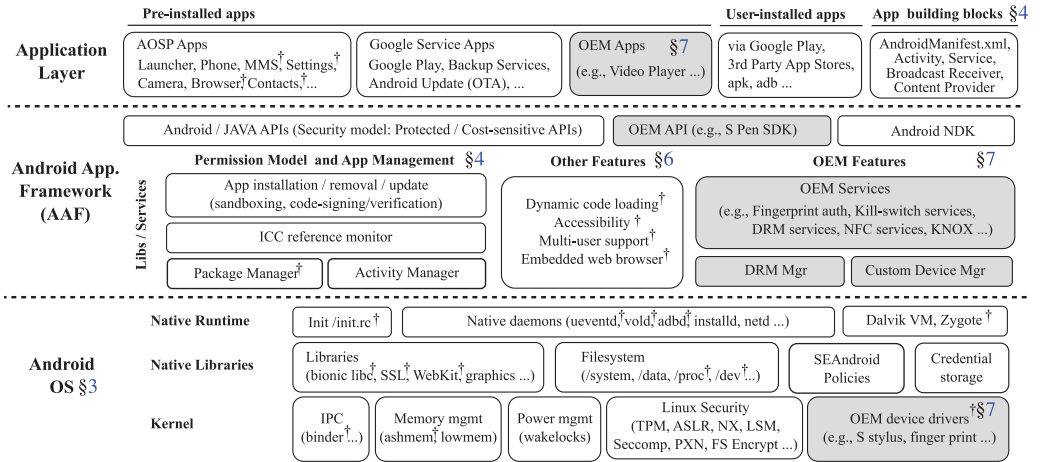 Pre-installed apps
User-installed apps
App building blocks §4
Application
Layer
AOSP Apps
Launcher, Phone, MMS,† Settings,†
Camera, Browser,† Contacts,† ...
Google Service Apps
Google Play, Backup Services,
Android Update (OTA), ...
OEM Apps §7
(e.g., Video Player ...)
via Google Play,
3rd Party App Stores,
apk, adb ...
AndroidManifest.xml,
Activity, Service,
Broadcast Receiver,
Content Provider
Android App.
Framework
(AAF)
Android / JAVA APIs (Security model: Protected / Cost-sensitive APIs)
OEM API (e.g., S Pen SDK)
Android NDK
Libs / Services
Permission Model and App Management §4
App installation / removal / update
(sandboxing, code-signing/verification)
ICC reference monitor
Package Manager†
Activity Manager
Other Features §6
Dynamic code loading†
Accessibility †
Multi-user support†
Embedded web browser†
OEM Features §7
OEM Services
(e.g., Fingerprint auth, Kill-switch services,
DRM services, NFC services, KNOX ...)
DRM Mgr
Custom Device Mgr
Android
OS §3
Native Runtime
Init /init.rc†
Native daemons (ueventd,† vold,† adbd,† installd, netd ...)
Dalvik VM, Zygote†
Native Libraries
Libraries
(bionic libc,† SSL,† WebKit,† graphics ...)
Filesystem
(/system, /data, /proc†, /dev† ...)
SEAndroid
Policies
Credential
storage
Kernel
IPC
(binder† ...)
Memory mgmt
(ashmem,† lowmem)
Power mgmt
(wakelocks)
Linux Security
(TPM, ASLR, NX, LSM,
Seccomp, PXN, FS Encrypt ...)
OEM device drivers†§7
(e.g., S stylus, finger print ...)